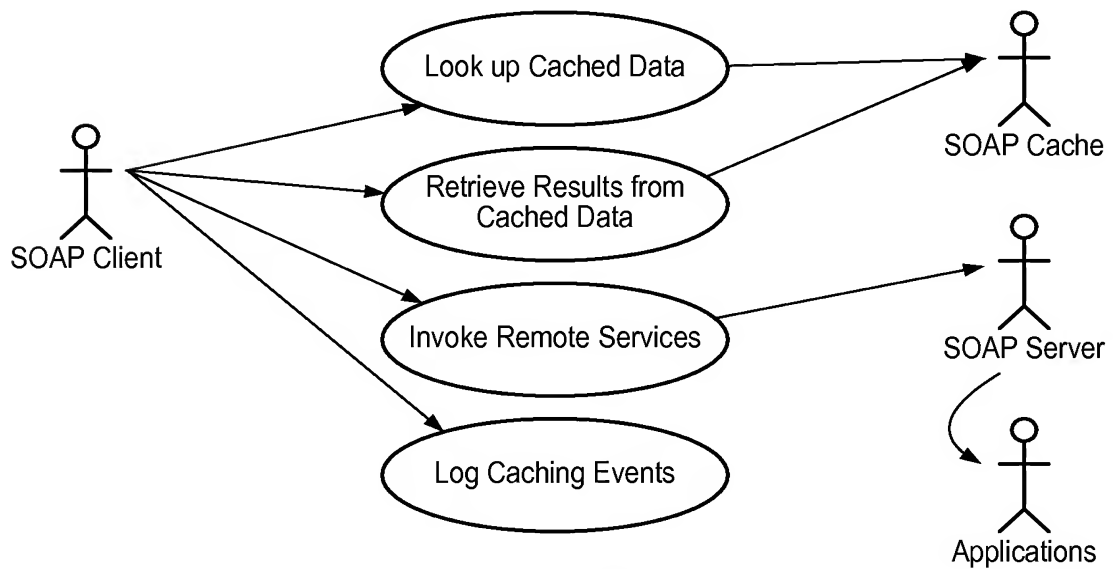 Look up Cached Data
SOAP Cache
Retrieve Results from
Cached Data
SOAP Client
Invoke Remote Services
SOAP Server
Log Caching Events
Applications